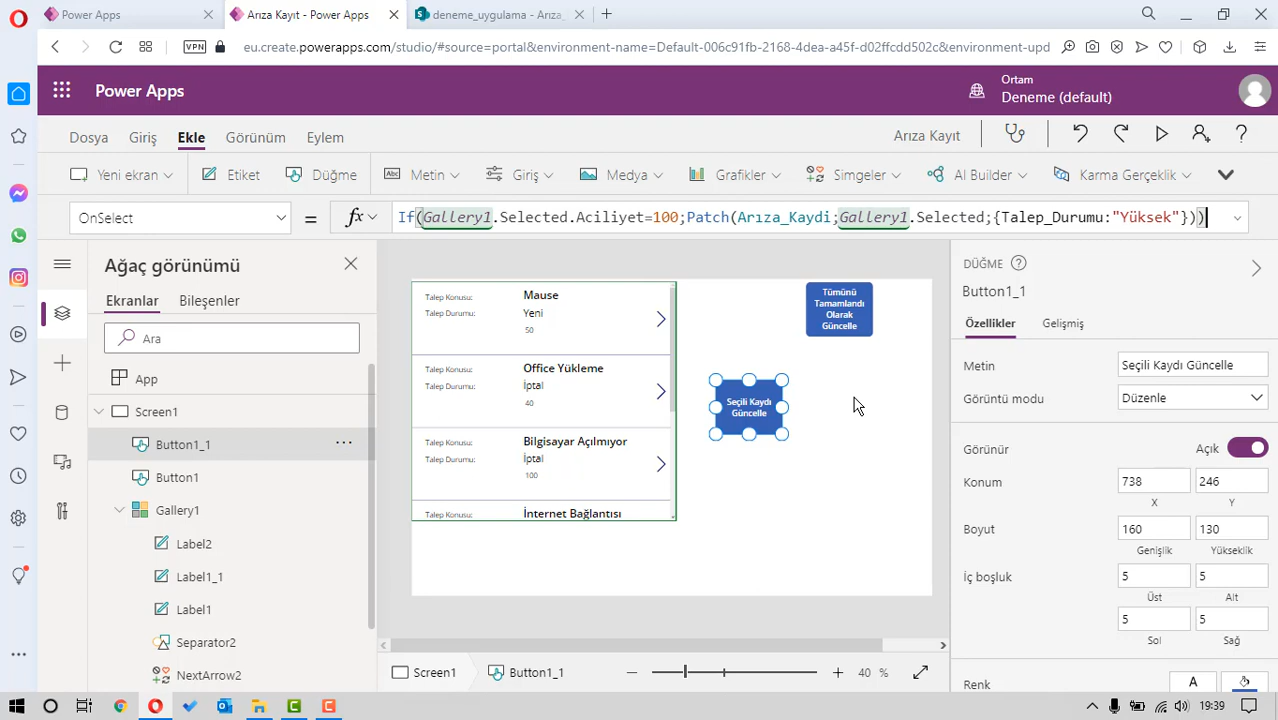 Power Apps
Arıza Kayıt - Power Apps
deneme_uygulama - Arıza_
VPN
eu.create.powerapps.com/studio/#source=portal&environment-name=Default-006c91fb-2168-4dea-a45f-d02ffcdd502c&environment-upd
Power Apps
Ortam
Deneme (default)
Dosya
Giriş
Ekle
Görünüm
Eylem
Arıza Kayıt
Yeni ekran
Etiket
Düğme
Abc
Metin
Giriş
Medya
Grafikler
Simgeler
AI Builder
Karma Gerçeklik
OnSelect
=
fx
If(Gallery1.Selected.Aciliyet=100;Patch(Arıza_Kaydi;Gallery1.Selected;{Talep_Durumu:"Yüksek"}))
Ağaç görünümü
Ekranlar
Bileşenler
Ara
App
Screen1
Button1_1
Button1
Gallery1
Label2
Label1_1
Label1
Separator2
NextArrow2
Talep Konusu:
Mause
Talep Durumu:
Yeni
50
Talep Konusu:
Office Yükleme
Talep Durumu:
İptal
40
Talep Konusu:
Bilgisayar Açılmıyor
Talep Durumu:
İptal
100
Talep Konusu:
İnternet Bağlantısı
Tümünü
Tamamlandı
Olarak
Güncelle
Seçili Kaydı
Güncelle
Screen1
Button1_1
40 %
DÜĞME
Button1_1
Özellikler
Gelişmiş
Metin
Seçili Kaydı Güncelle
Görüntü modu
Düzenle
Görünür
Açık
Konum
738
246
X
Y
Boyut
160
130
Genişlik
Yükseklik
İç boşluk
5
5
Üst
Alt
5
5
Sol
Sağ
Renk
A
19:39